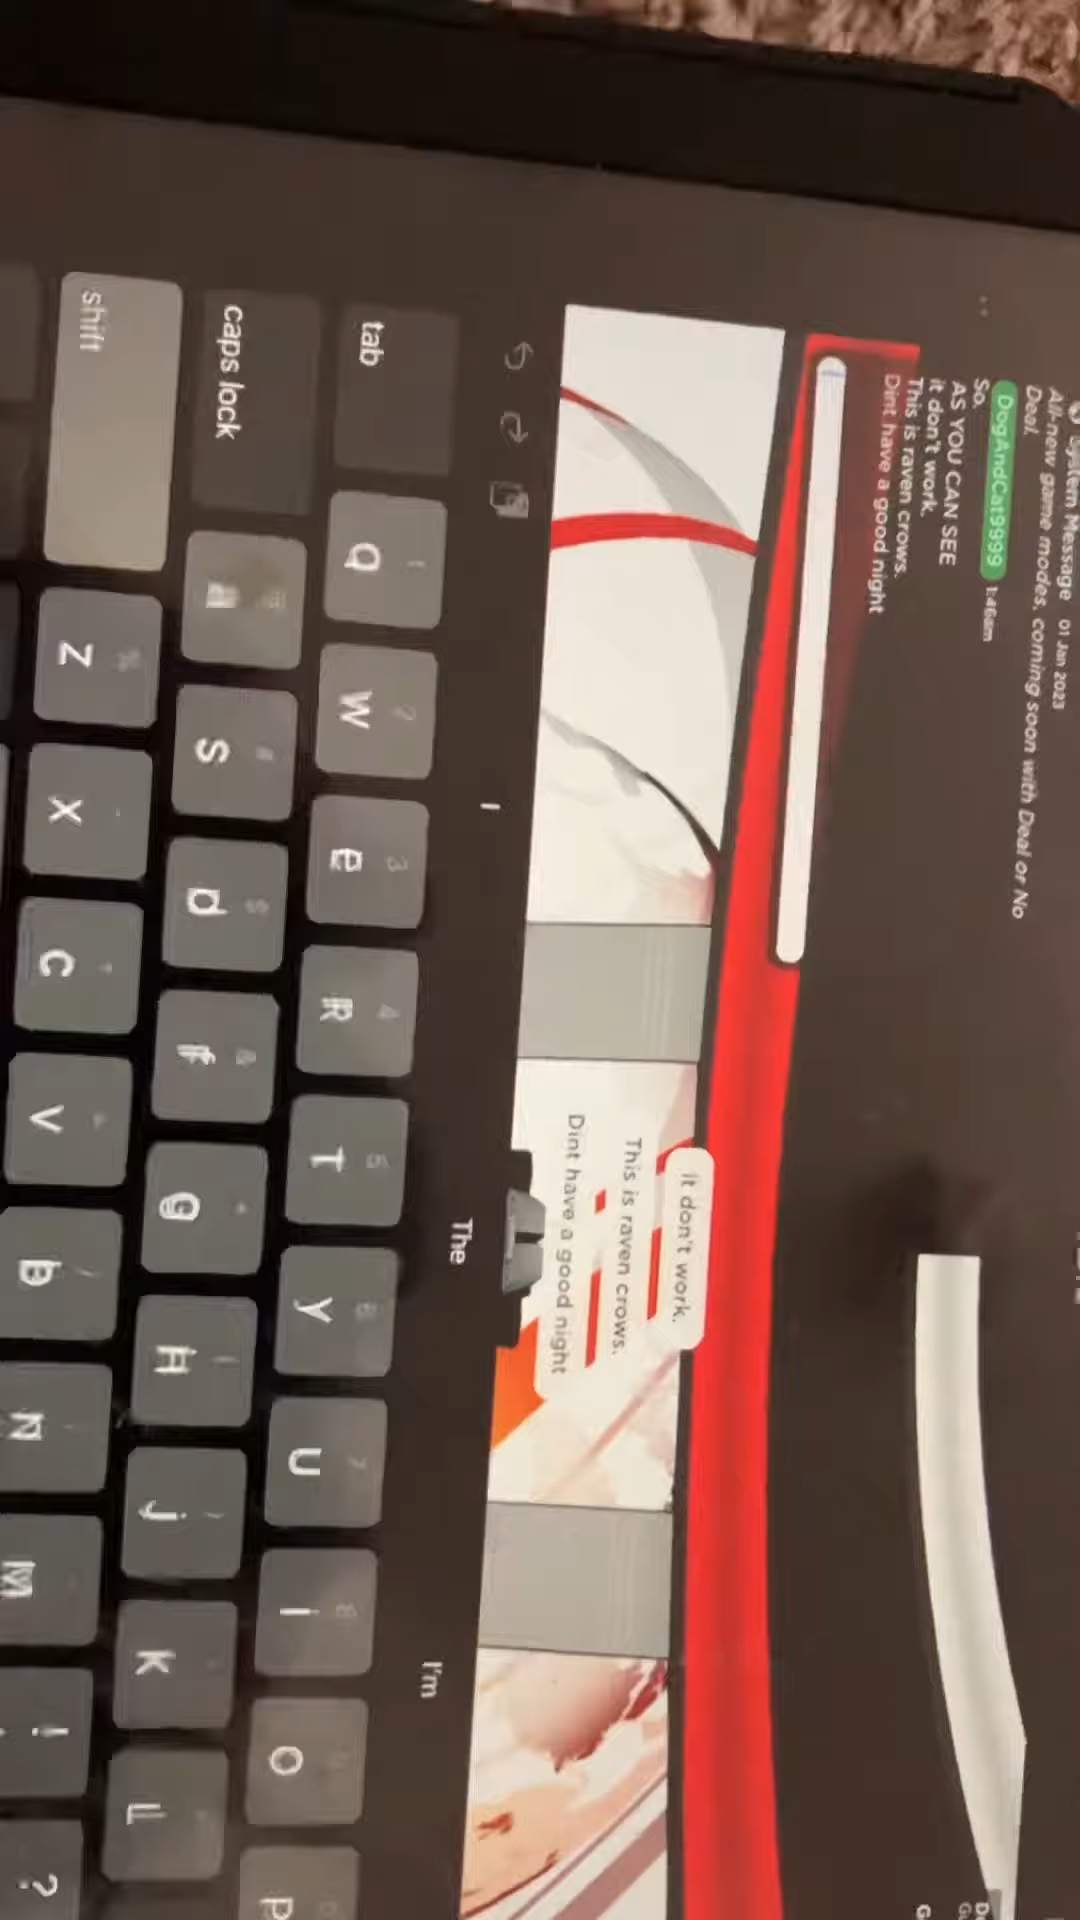 System Message 01 Jan 2023
All-new game modes, coming soon with Deal or No
Deal.
DogAndCat9999 1:46am
So.
AS YOU CAN SEE
it don't work.
This is raven crows.
Dint have a good night
it don't work.
This is raven crows.
Dint have a good night
I The I'm
tab Q W e R T y U I O P
caps lock a S d f g H j K L
shift Z X C V b N M ! ?